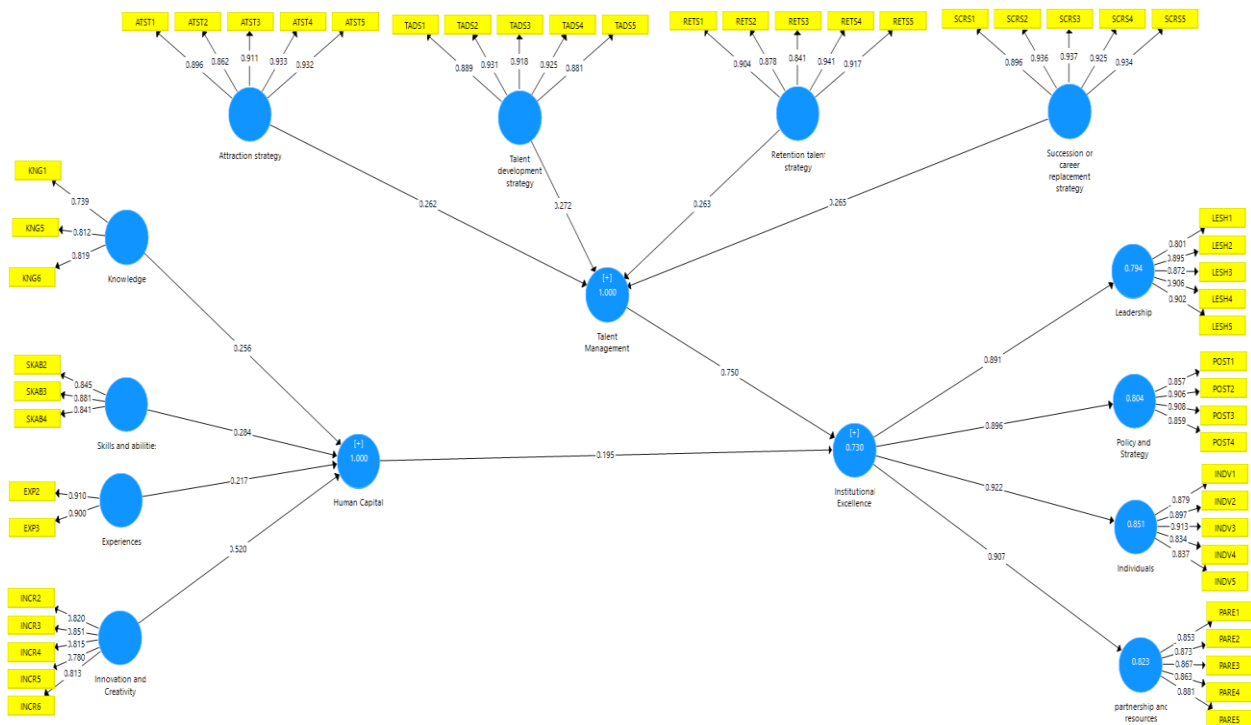 ATST1 ATST2 ATST3 ATST4 ATST5
0.896 0.862 0.911 0.933 0.932
Attraction strategy
TADS1 TADS2 TADS3 TADS4 TADS5
0.889 0.931 0.918 0.925 0.881
Talent
development
strategy
RETS1 RETS2 RETS3 RETS4 RETS5
0.904 0.878 0.841 0.941 0.917
Retention talent
strategy
SCRS1 SCRS2 SCRS3 SCRS4 SCRS5
0.896 0.936 0.937 0.925 0.934
Succession or
career
replacement
strategy
0.262
0.272
0.263
0.265
KNG1
KNG5
KNG6
0.739
0.812
0.819
Knowledge
0.256
[+]
1.000
Talent
Management
0.750
SKAB2
SKAB3
SKAB4
0.845
0.881
0.841
Skills and abilities
0.284
EXP2
EXP3
0.910
0.900
Experiences
0.217
INCR2
INCR3
INCR4
INCR5
INCR6
0.820
0.851
0.815
0.780
0.813
Innovation and
Creativity
0.520
[+]
1.000
Human Capital
0.195
[+]
0.730
Institutional
Excellence
0.891
0.896
0.922
0.907
0.794
Leadership
0.801
0.895
0.872
0.906
0.902
LESH1
LESH2
LESH3
LESH4
LESH5
0.804
Policy and
Strategy
0.857
0.906
0.908
0.859
POST1
POST2
POST3
POST4
0.851
Individuals
0.879
0.897
0.913
0.834
0.837
INDV1
INDV2
INDV3
INDV4
INDV5
0.823
partnership and
resources
0.853
0.873
0.867
0.863
0.881
PARE1
PARE2
PARE3
PARE4
PARE5